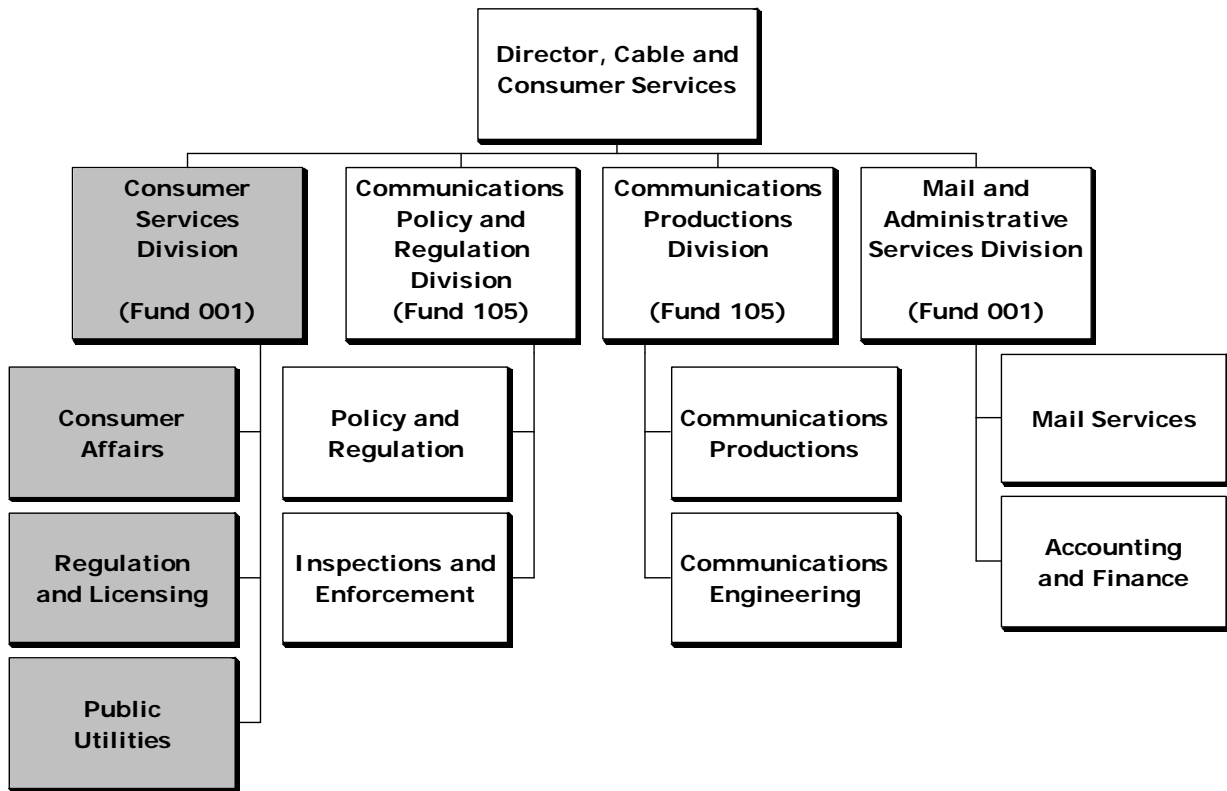 Director, Cable and
Consumer Services
Consumer
Services
Division
(Fund 001)
Communications
Policy and
Regulation
Division
(Fund 105)
Communications
Productions
Division
(Fund 105)
Mail and
Administrative
Services Division
(Fund 001)
Consumer
Affairs
Regulation
and Licensing
Public
Utilities
Policy and
Regulation
Inspections and
Enforcement
Communications
Productions
Communications
Engineering
Mail Services
Accounting
and Finance